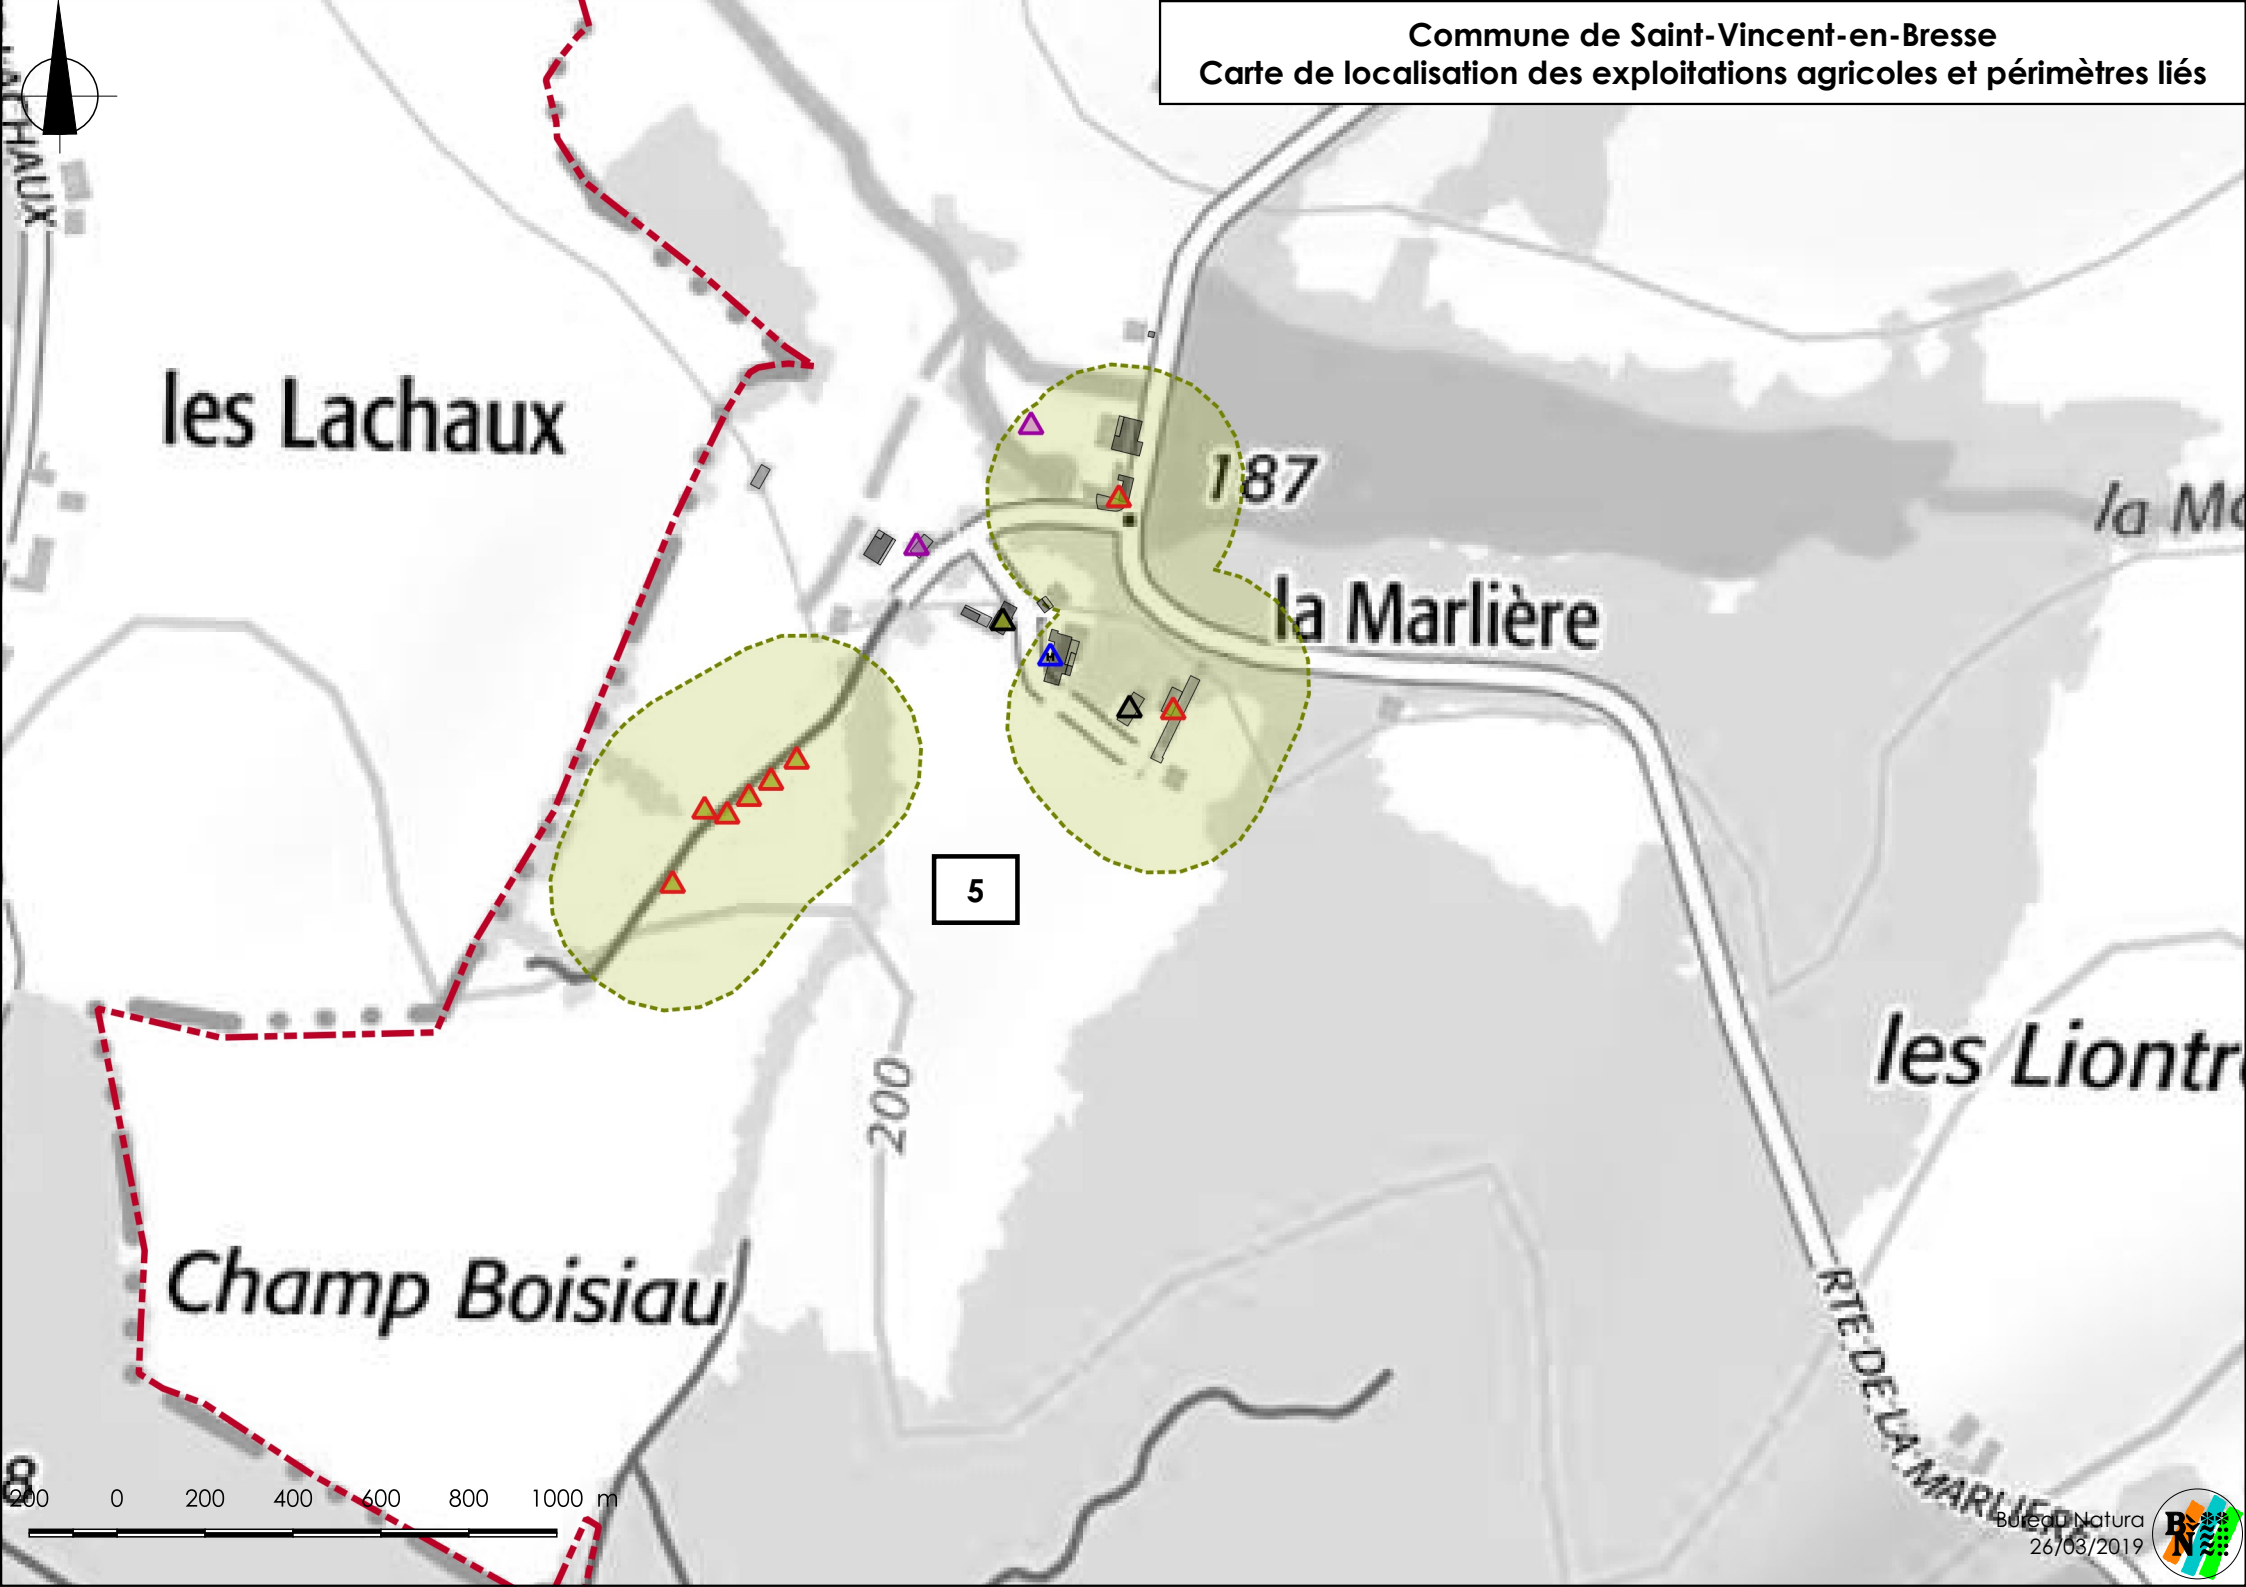 Commune de Saint-Vincent-en-Bresse
Carte de localisation des exploitations agricoles et périmètres liés
les Lachaux
187
la Marlière
H
5
200
les Liontr
Champ Boisiau
RTE DE LA MARLIERE
8
200 0 200 400 600 800 1000 m
Bureau Natura
26/03/2019
BN